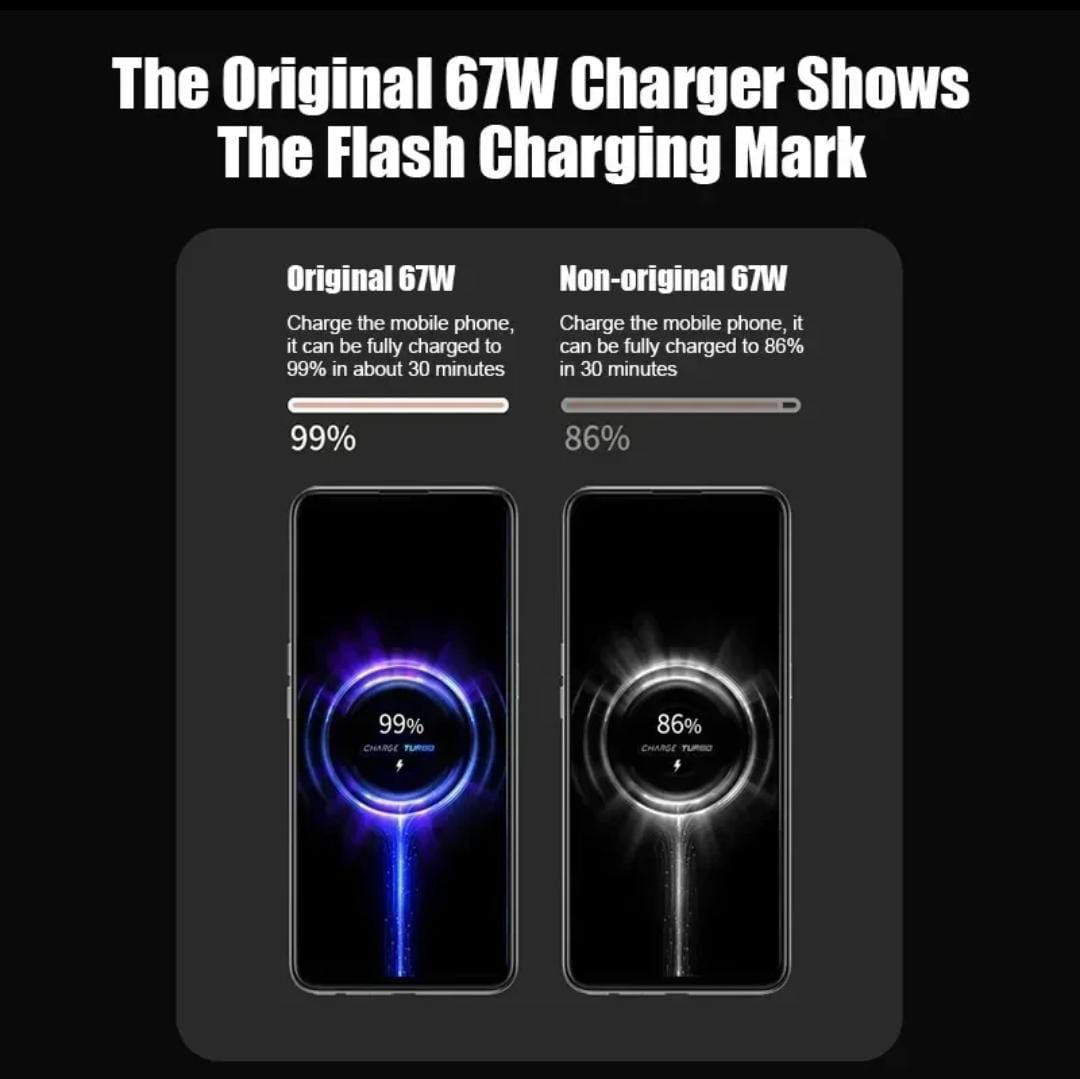 The Original 67W Charger Shows
The Flash Charging Mark
Original 67W
Charge the mobile phone,
it can be fully charged to
99% in about 30 minutes
99%
Non-original 67W
Charge the mobile phone, it
can be fully charged to 86%
in 30 minutes
86%
99%
CHARGE TURBO
86%
CHARGE TURBO